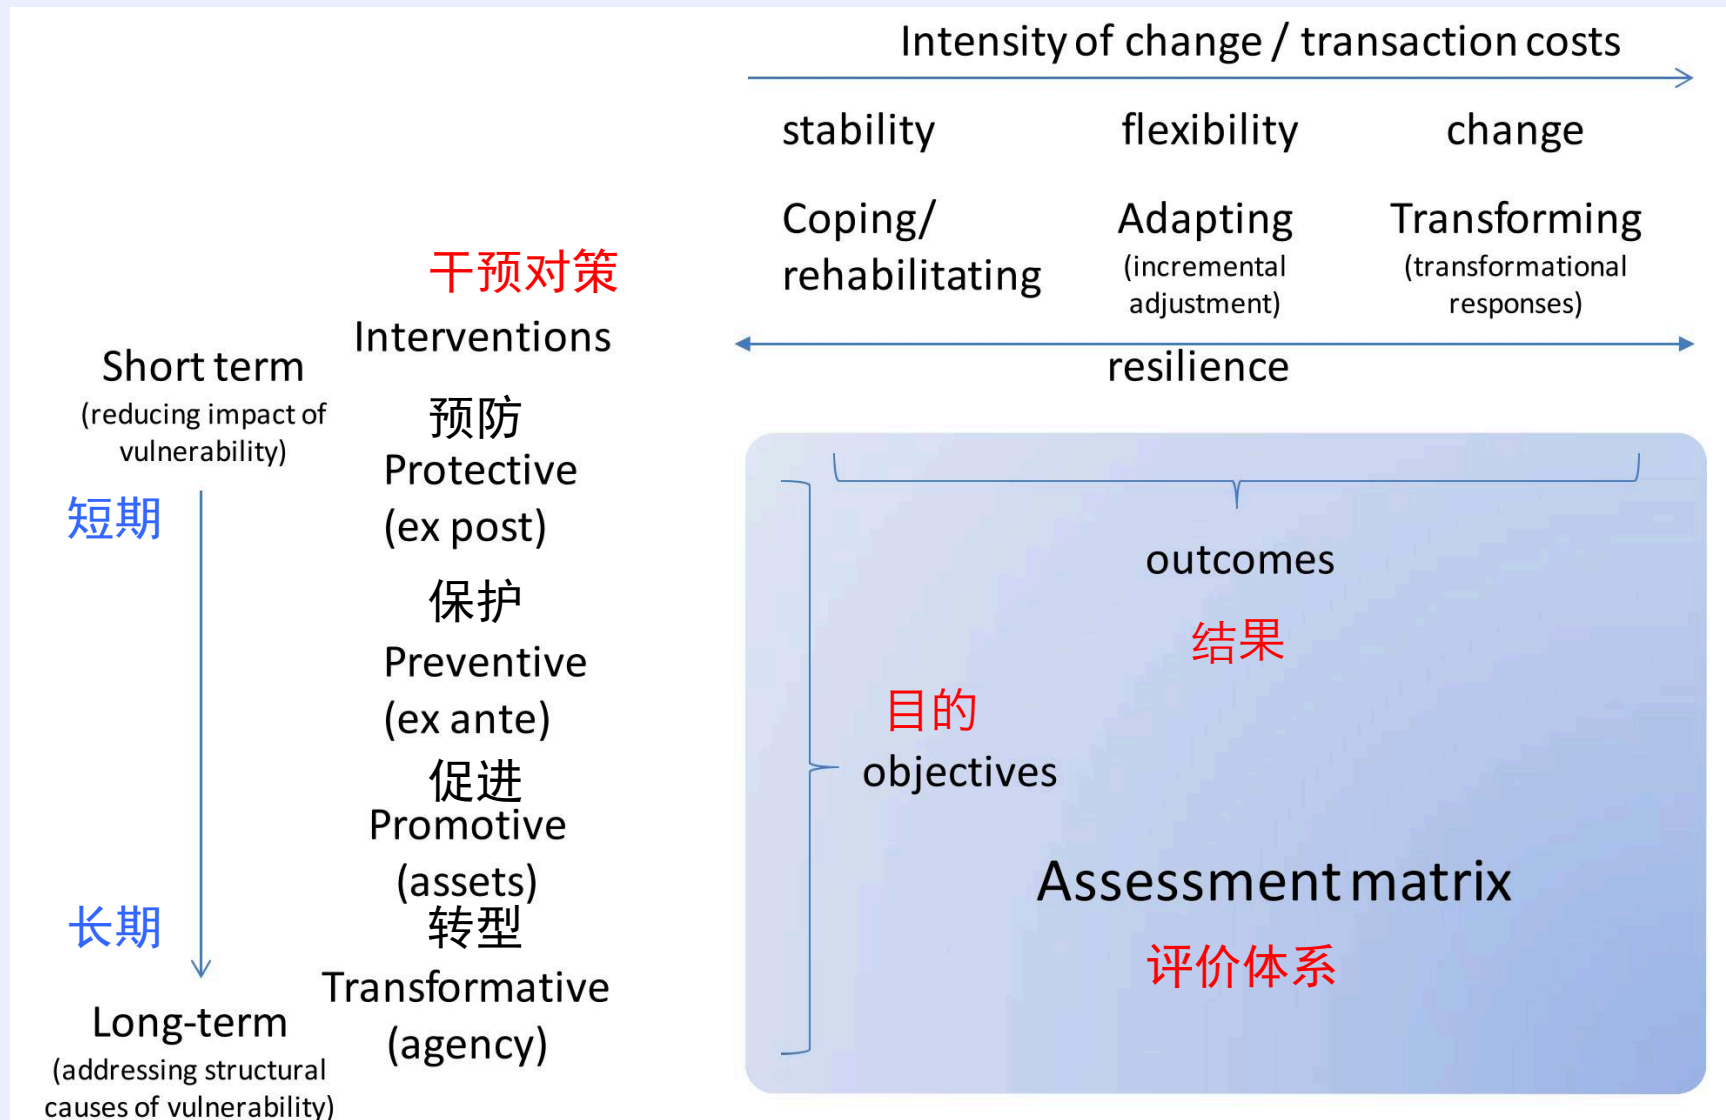 Intensity of change / transaction costs
stability
flexibility
change
Coping/
rehabilitating
Adapting
(incremental
adjustment)
Transforming
(transformational
responses)
resilience
干预对策
Interventions
Short term
(reducing impact of
vulnerability)
短期
长期
Long-term
(addressing structural
causes of vulnerability)
预防
Protective
(ex post)
保护
Preventive
(ex ante)
促进
Promotive
(assets)
转型
Transformative
(agency)
outcomes
结果
目的
objectives
Assessment matrix
评价体系